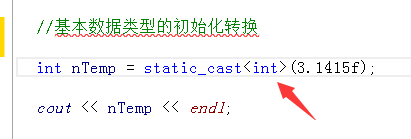 //基本数据类型的初始化转换
int nTemp = static_cast<int>(3.1415f);
cout << nTemp << endl;